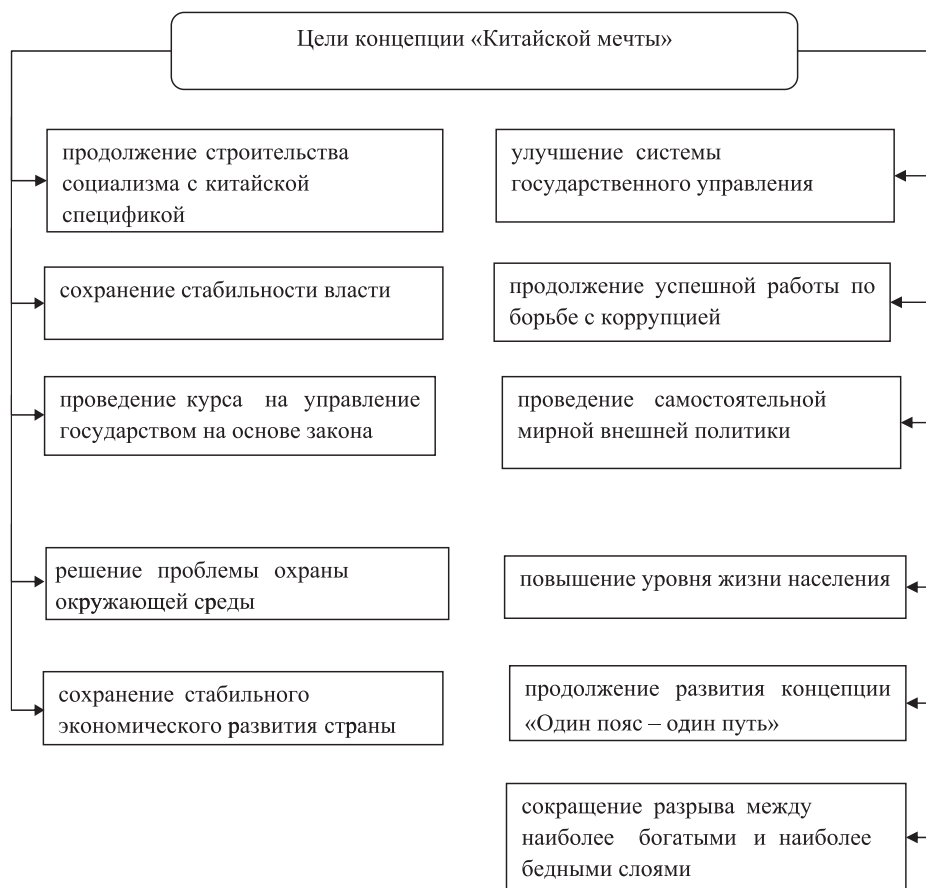 Цели концепции «Китайской мечты»
продолжение строительства
социализма с китайской
спецификой
сохранение стабильности власти
проведение курса на управление
государством на основе закона
решение проблемы охраны
окружающей среды
сохранение стабильного
экономического развития страны
улучшение системы
государственного управления
продолжение успешной работы по
борьбе с коррупцией
проведение самостоятельной
мирной внешней политики
повышение уровня жизни населения
продолжение развития концепции
«Один пояс – один путь»
сокращение разрыва между
наиболее богатыми и наиболее
бедными слоями